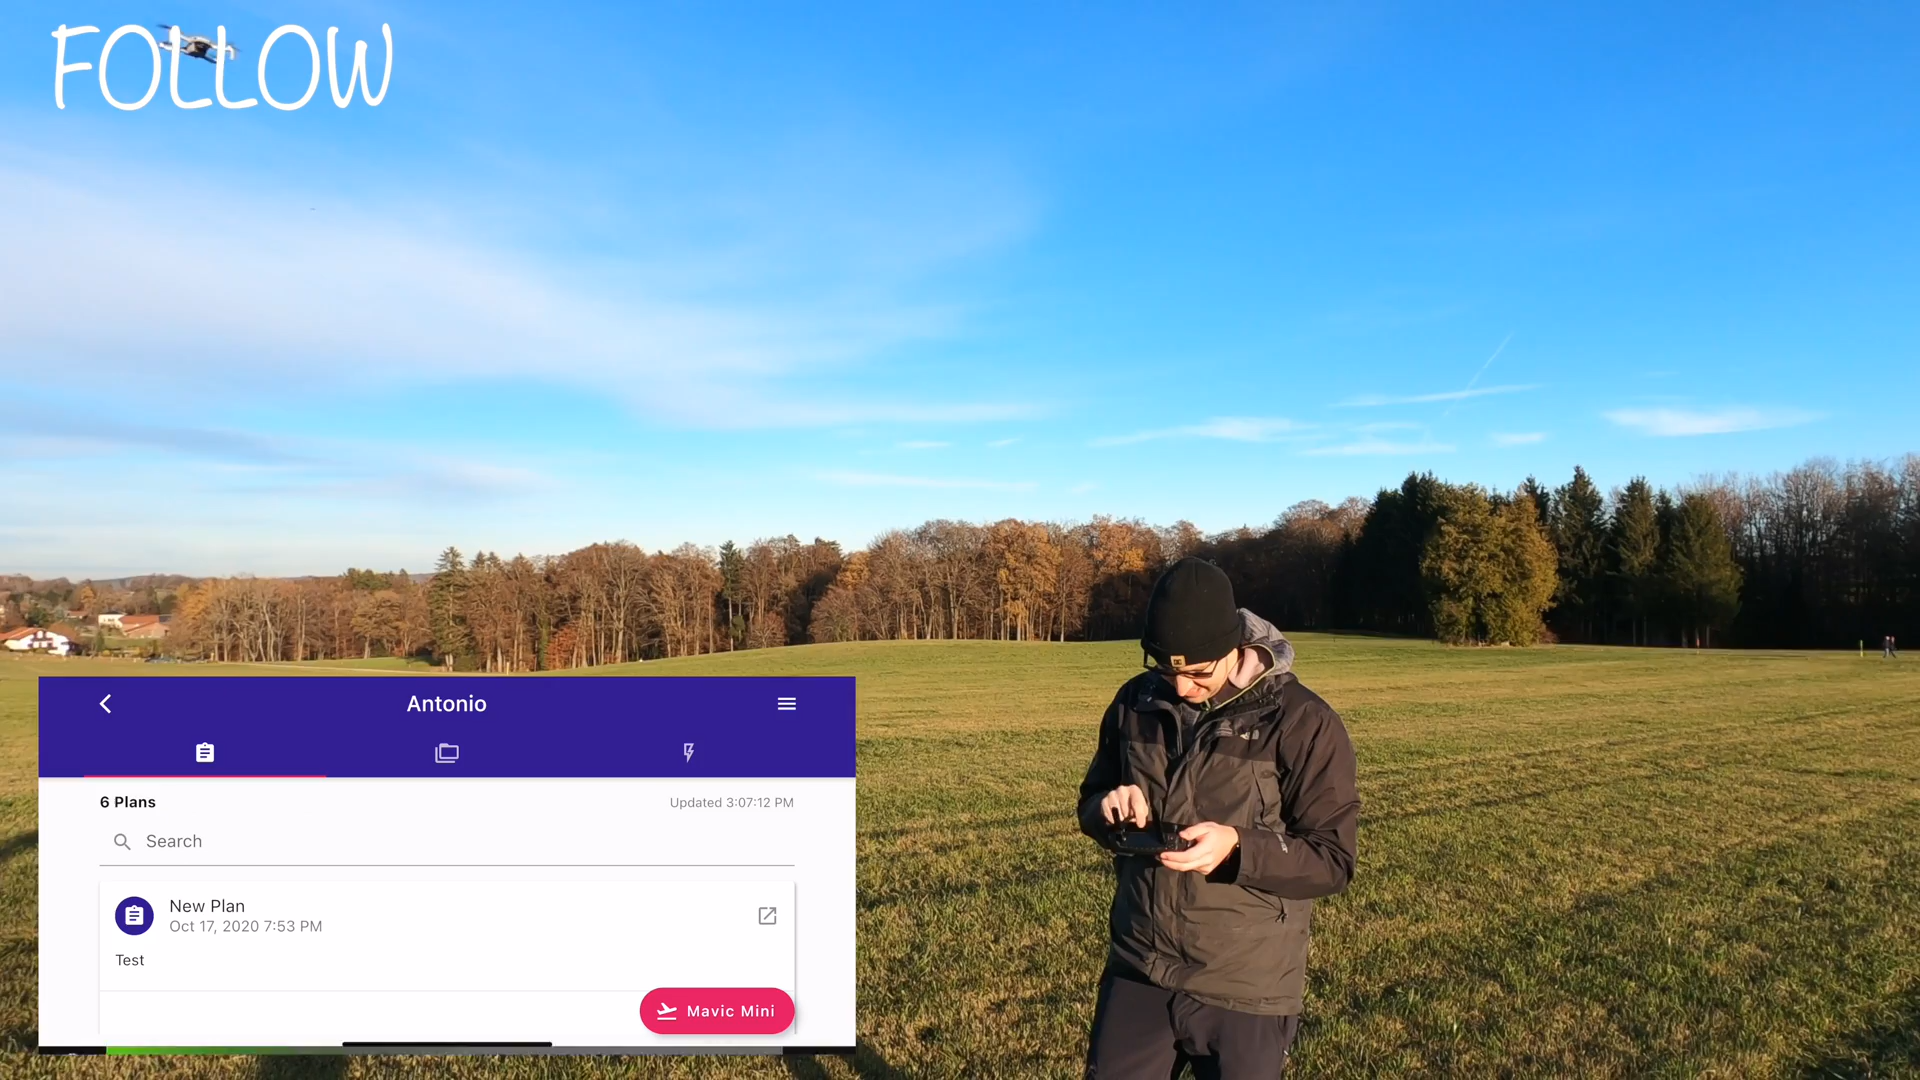 FOLLOW
Antonio
6 Plans
Updated 3:07:12 PM
Search
New Plan
Oct 17, 2020 7:53 PM
Test
Mavic Mini